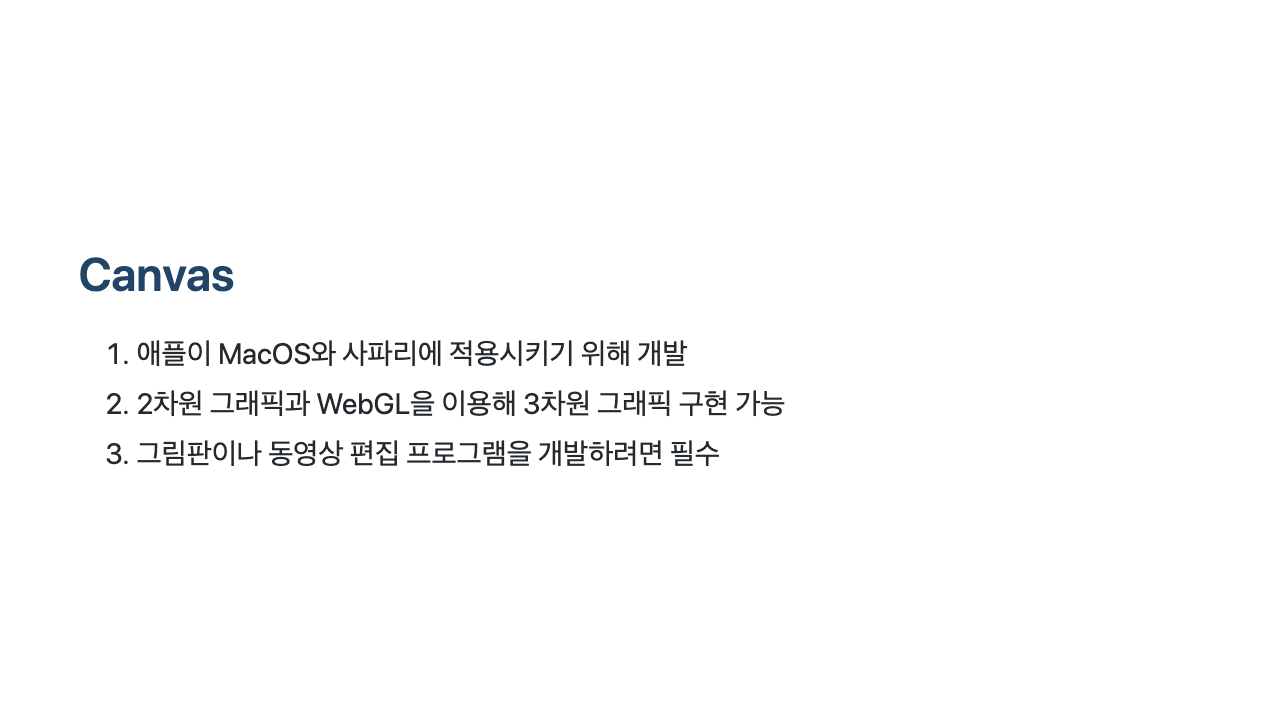 Canvas
1. 애플이 MacOS와 사파리에 적용시키기 위해 개발
2. 2차원 그래픽과 WebGL을 이용해 3차원 그래픽 구현 가능
3. 그림판이나 동영상 편집 프로그램을 개발하려면 필수